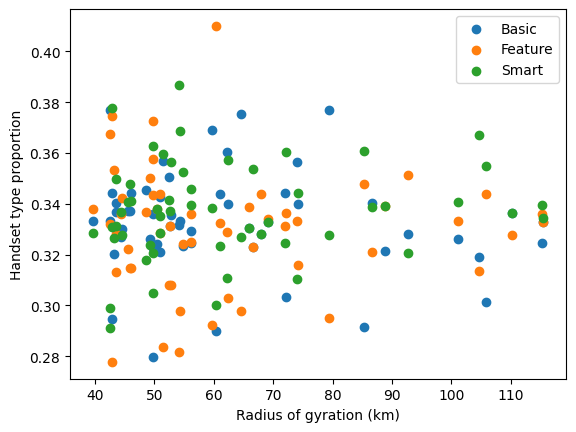 Basic
Feature
Smart
Handset type proportion
0.40
0.38
0.36
0.34
0.32
0.30
0.28
40 50 60 70 80 90 100 110
Radius of gyration (km)